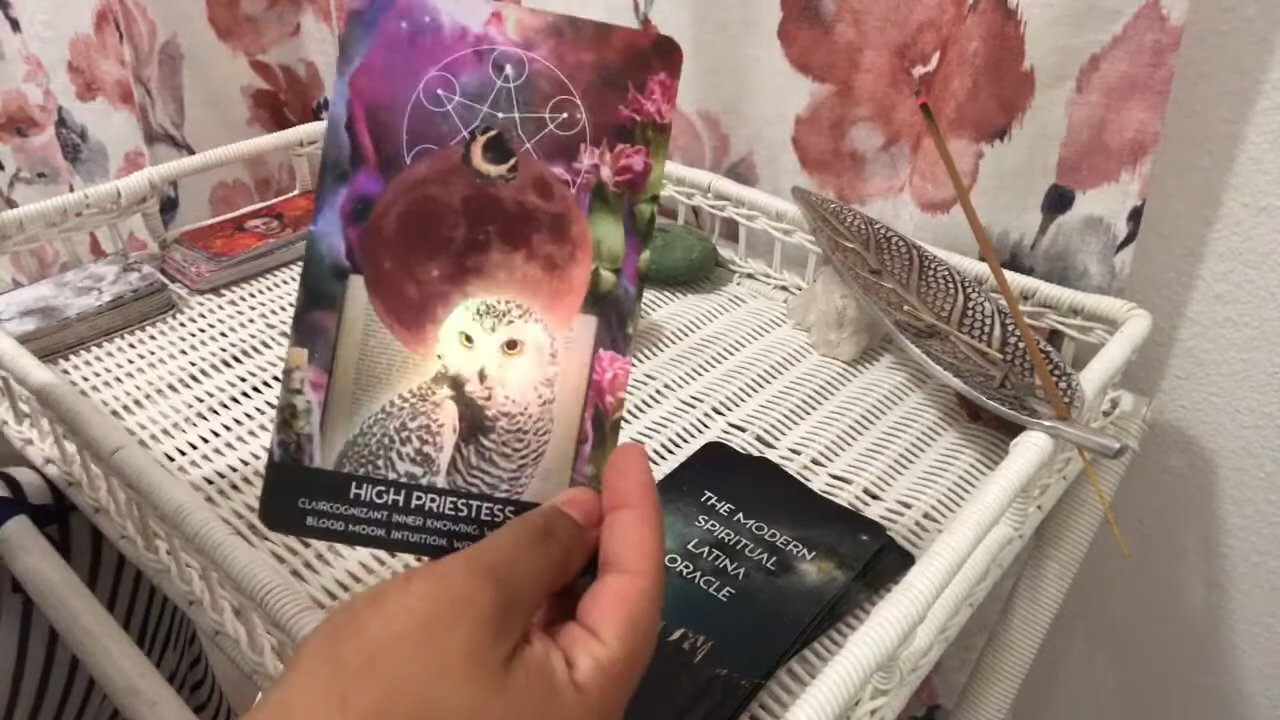 HIGH PRIESTESS
CLAIRCOGNIZANT, INNER KNOWING,
BLOOD MOON, INTUITION,
THE MODERN
SPIRITUAL
LATINA
ORACLE